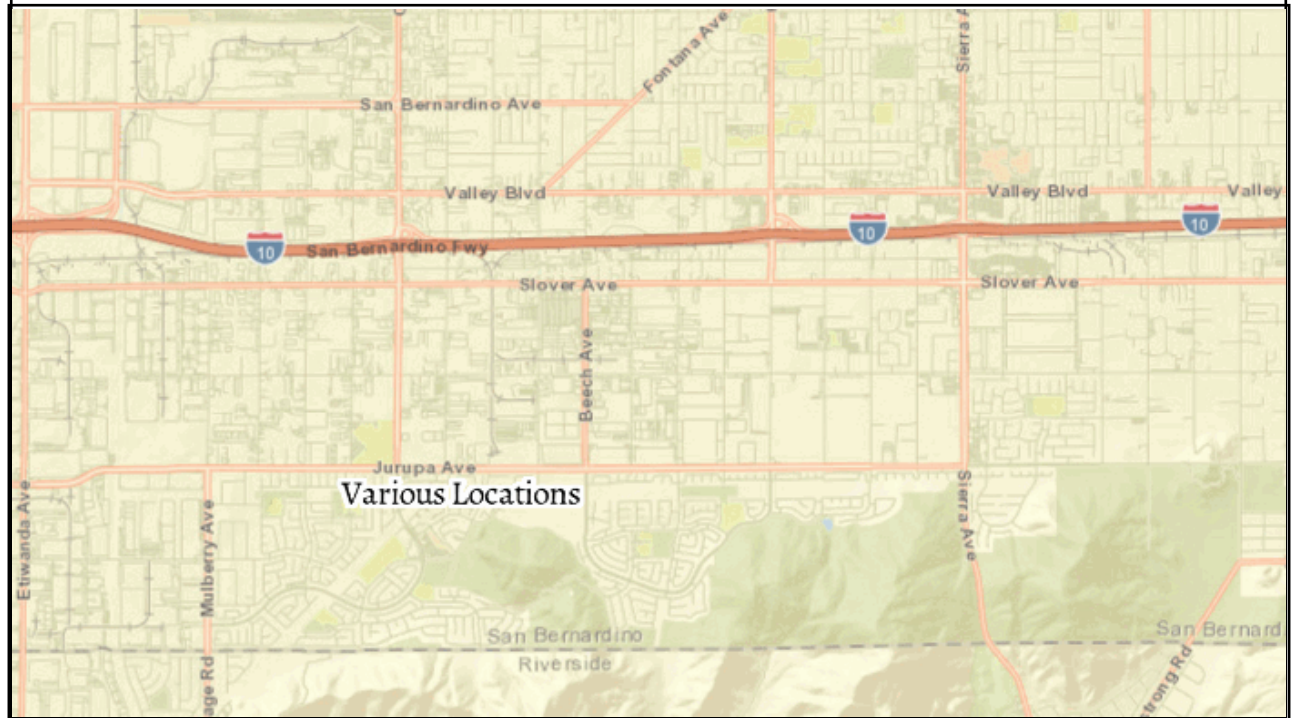 Fontana Ave
Sierra A
San Bernardino Ave
Valley Blvd
Valley Blvd
Valley
10
San Bernardino Fwy
10
10
Slover Ave
Slover Ave
Beech Ave
Jurupa Ave
Various Locations
Etiwanda Ave
Mulberry Ave
Sierra Ave
San Bernardino
San Bernard
Riverside
age Rd
strong Rd